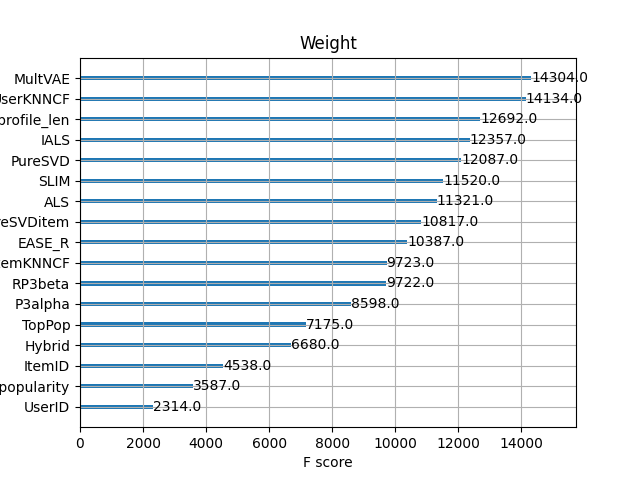 Weight
MultVAE 14304.0
UserKNNCF 14134.0
profile_len 12692.0
IALS 12357.0
PureSVD 12087.0
SLIM 11520.0
ALS 11321.0
eSVDitem 10817.0
EASE_R 10387.0
emKNNCF 9723.0
RP3beta 9722.0
P3alpha 8598.0
TopPop 7175.0
Hybrid 6680.0
ItemID 4538.0
popularity 3587.0
UserID 2314.0
0 2000 4000 6000 8000 10000 12000 14000
F score